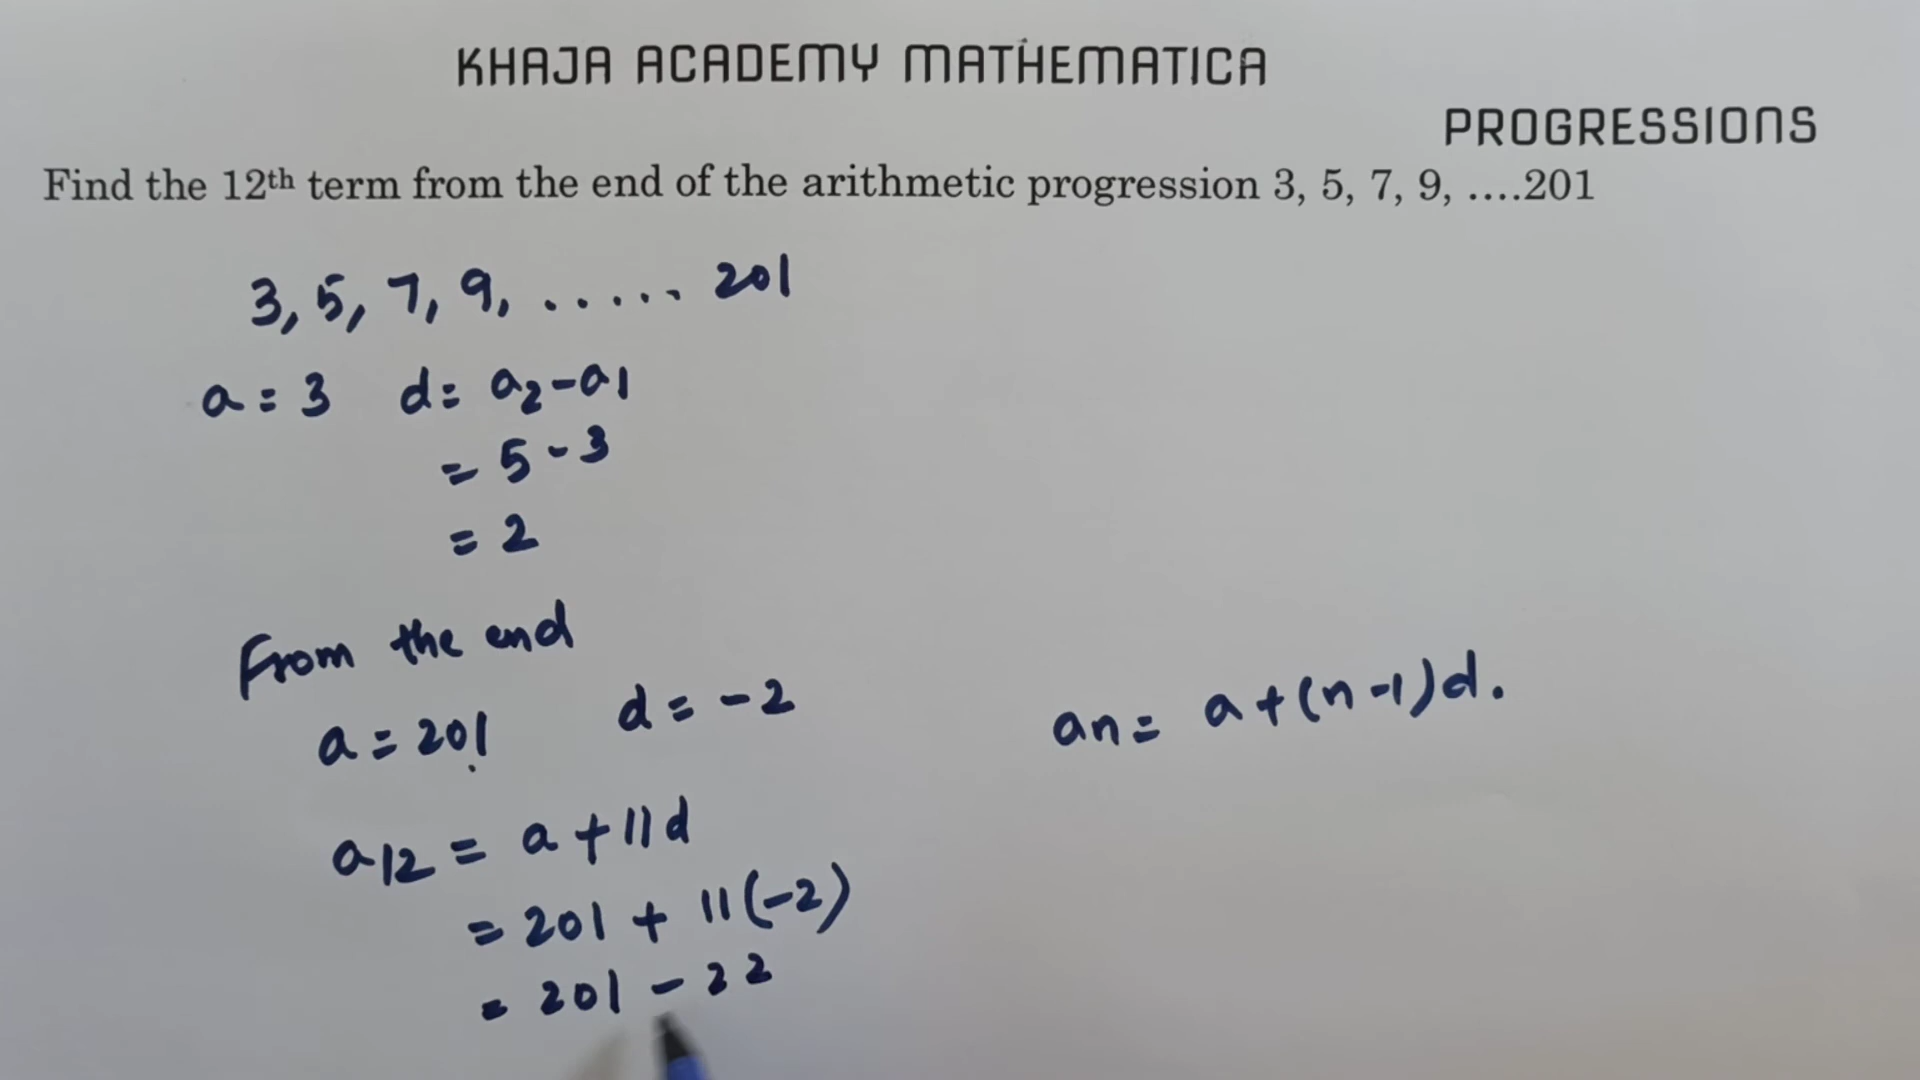 KHAJA ACADEMY MATHEMATICA
PROGRESSIONS
Find the 12th term from the end of the arithmetic progression 3, 5, 7, 9, ....201
3, 5, 7, 9, ..... 201
a = 3 d = a2 - a1
= 5 - 3
= 2
From the end
a = 201 d = -2
an = a + (n-1)d.
a12 = a + 11d
= 201 + 11(-2)
= 201 - 22